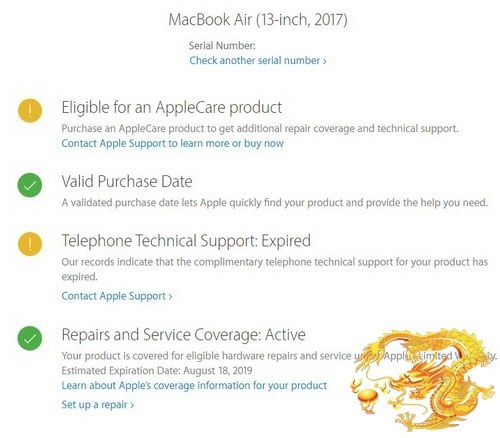 MacBook Air (13-inch, 2017)
Serial Number:
Check another serial number ›
Eligible for an AppleCare product
Purchase an AppleCare product to get additional repair coverage and technical support.
Contact Apple Support to learn more or buy now
Valid Purchase Date
A validated purchase date lets Apple quickly find your product and provide the help you need.
Telephone Technical Support: Expired
Our records indicate that the complimentary telephone technical support for your product has
expired.
Contact Apple Support ›
Repairs and Service Coverage: Active
Your product is covered for eligible hardware repairs and service Limited
Estimated Expiration Date: August 18, 2019
Learn about Apple's coverage information for your product
Set up a repair ›